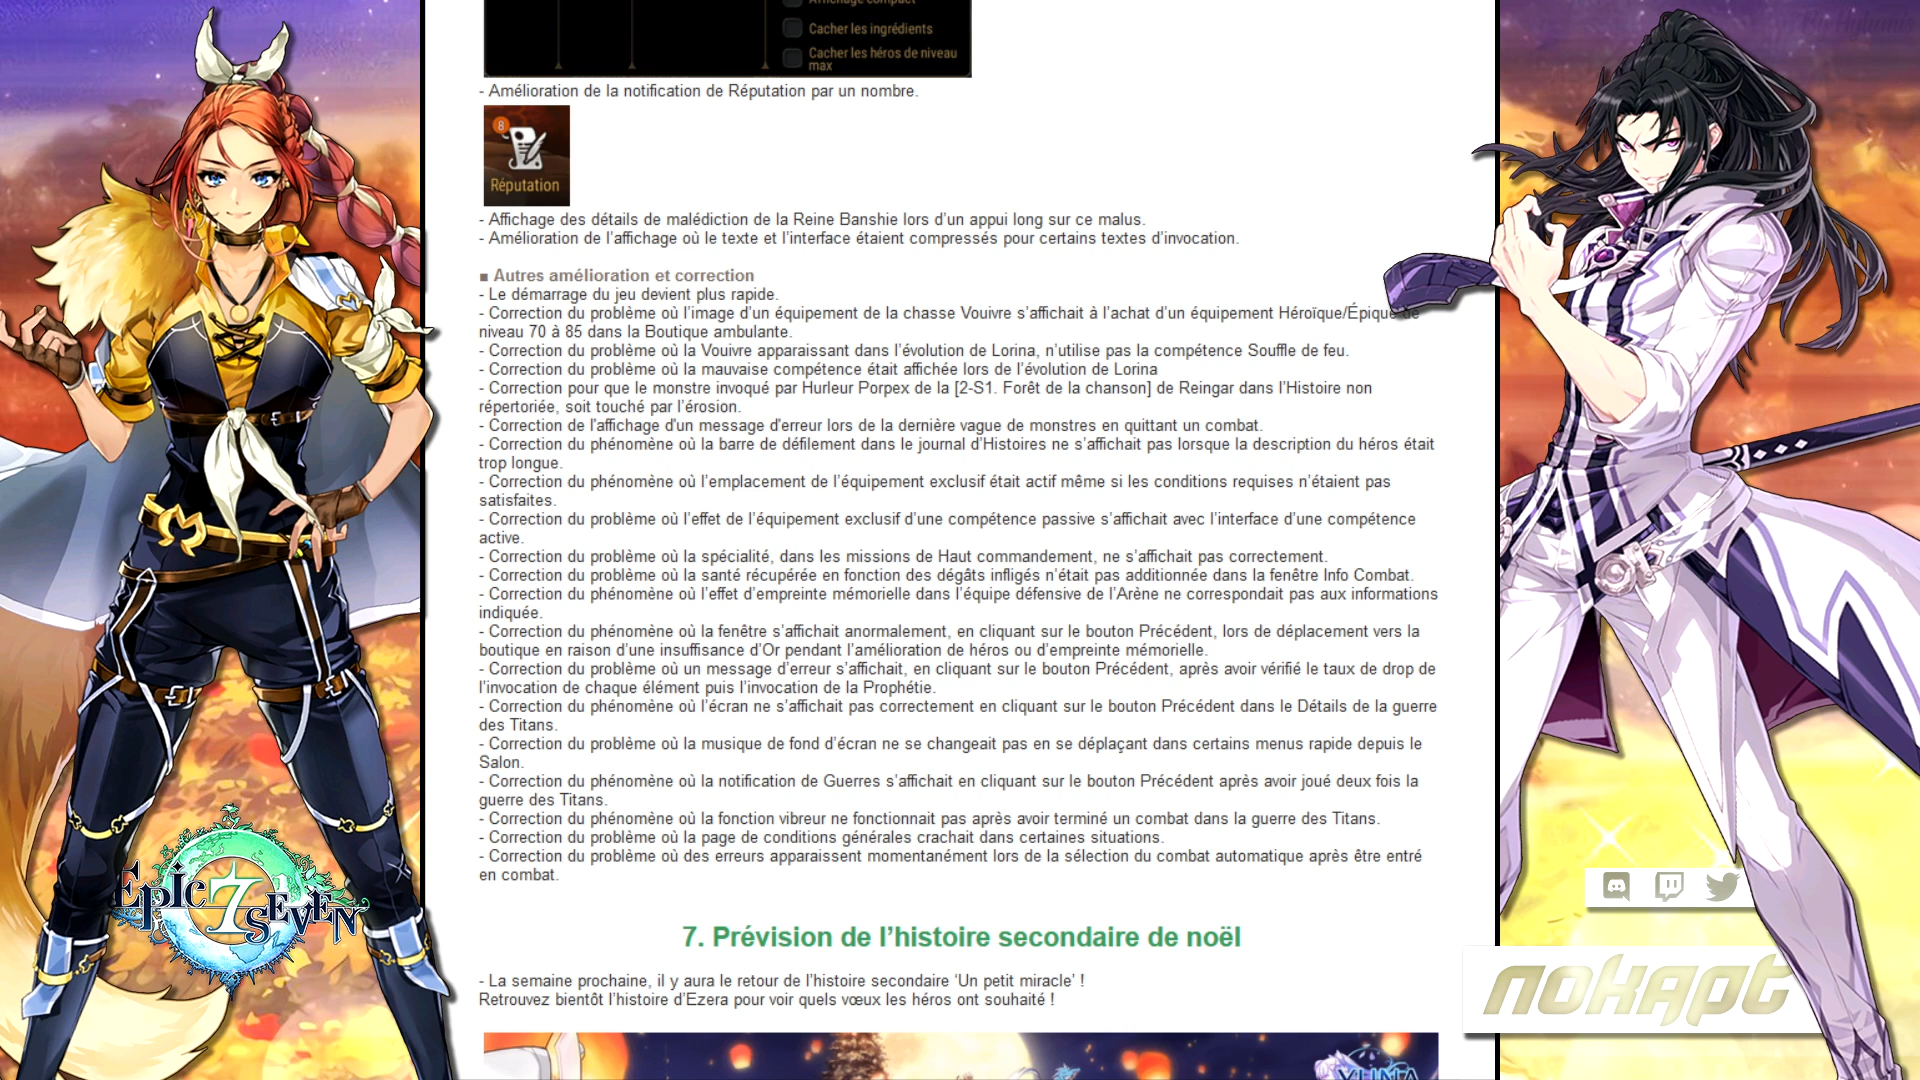 Affichage compact
Cacher les ingrédients
Cacher les héros de niveau
max
- Amélioration de la notification de Réputation par un nombre.
8
Réputation
- Affichage des détails de malédiction de la Reine Banshie lors d’un appui long sur ce malus.
- Amélioration de l’affichage où le texte et l’interface étaient compressés pour certains textes d’invocation.
■ Autres amélioration et correction
- Le démarrage du jeu devient plus rapide.
- Correction du problème où l’image d’un équipement de la chasse Vouivre s’affichait à l’achat d’un équipement Héroïque/Épique de
niveau 70 à 85 dans la Boutique ambulante.
- Correction du problème où la Vouivre apparaissant dans l’évolution de Lorina, n’utilise pas la compétence Souffle de feu.
- Correction du problème où la mauvaise compétence était affichée lors de l’évolution de Lorina
- Correction pour que le monstre invoqué par Hurleur Porpex de la [2-S1. Forêt de la chanson] de Reingar dans l’Histoire non
répertoriée, soit touché par l’érosion.
- Correction de l'affichage d'un message d'erreur lors de la dernière vague de monstres en quittant un combat.
- Correction du phénomène où la barre de défilement dans le journal d’Histoires ne s’affichait pas lorsque la description du héros était
trop longue.
- Correction du phénomène où l’emplacement de l’équipement exclusif était actif même si les conditions requises n’étaient pas
satisfaites.
- Correction du problème où l’effet de l’équipement exclusif d’une compétence passive s’affichait avec l’interface d’une compétence
active.
- Correction du problème où la spécialité, dans les missions de Haut commandement, ne s’affichait pas correctement.
- Correction du problème où la santé récupérée en fonction des dégâts infligés n’était pas additionnée dans la fenêtre Info Combat.
- Correction du phénomène où l’effet d’empreinte mémorielle dans l’équipe défensive de l’Arène ne correspondait pas aux informations
indiquée.
- Correction du phénomène où la fenêtre s’affichait anormalement, en cliquant sur le bouton Précédent, lors de déplacement vers la
boutique en raison d’une insuffisance d’Or pendant l’amélioration de héros ou d’empreinte mémorielle.
- Correction du problème où un message d’erreur s’affichait, en cliquant sur le bouton Précédent, après avoir vérifié le taux de drop de
l’invocation de chaque élément puis l’invocation de la Prophétie.
- Correction du phénomène où l’écran ne s’affichait pas correctement en cliquant sur le bouton Précédent dans le Détails de la guerre
des Titans.
- Correction du problème où la musique de fond d’écran ne se changeait pas en se déplaçant dans certains menus rapide depuis le
Salon.
- Correction du phénomène où la notification de Guerres s’affichait en cliquant sur le bouton Précédent après avoir joué deux fois la
guerre des Titans.
- Correction du phénomène où la fonction vibreur ne fonctionnait pas après avoir terminé un combat dans la guerre des Titans.
- Correction du problème où la page de conditions générales crachait dans certaines situations.
- Correction du problème où des erreurs apparaissent momentanément lors de la sélection du combat automatique après être entré
en combat.
7. Prévision de l’histoire secondaire de noël
- La semaine prochaine, il y aura le retour de l’histoire secondaire ‘Un petit miracle’ !
Retrouvez bientôt l’histoire d’Ezera pour voir quels vœux les héros ont souhaité !
YUNA
EPIC 7 SEVEN
nokapt